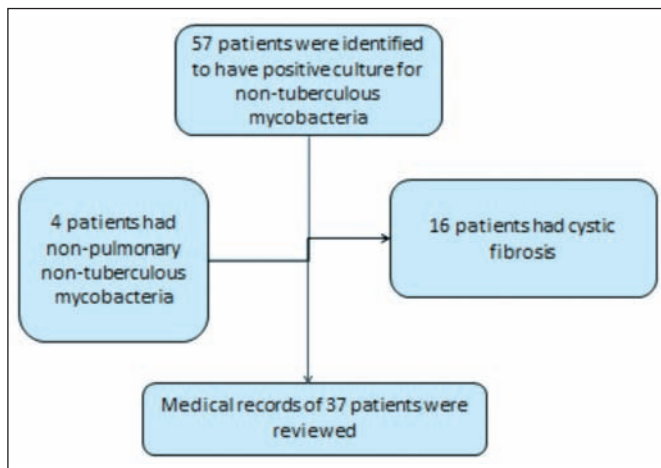 57 patients were identified
to have positive culture for
non-tuberculous
mycobacteria
4 patients had
non-pulmonary
non-tuberculous
mycobacteria
16 patients had cystic
fibrosis
Medical records of 37 patients were
reviewed